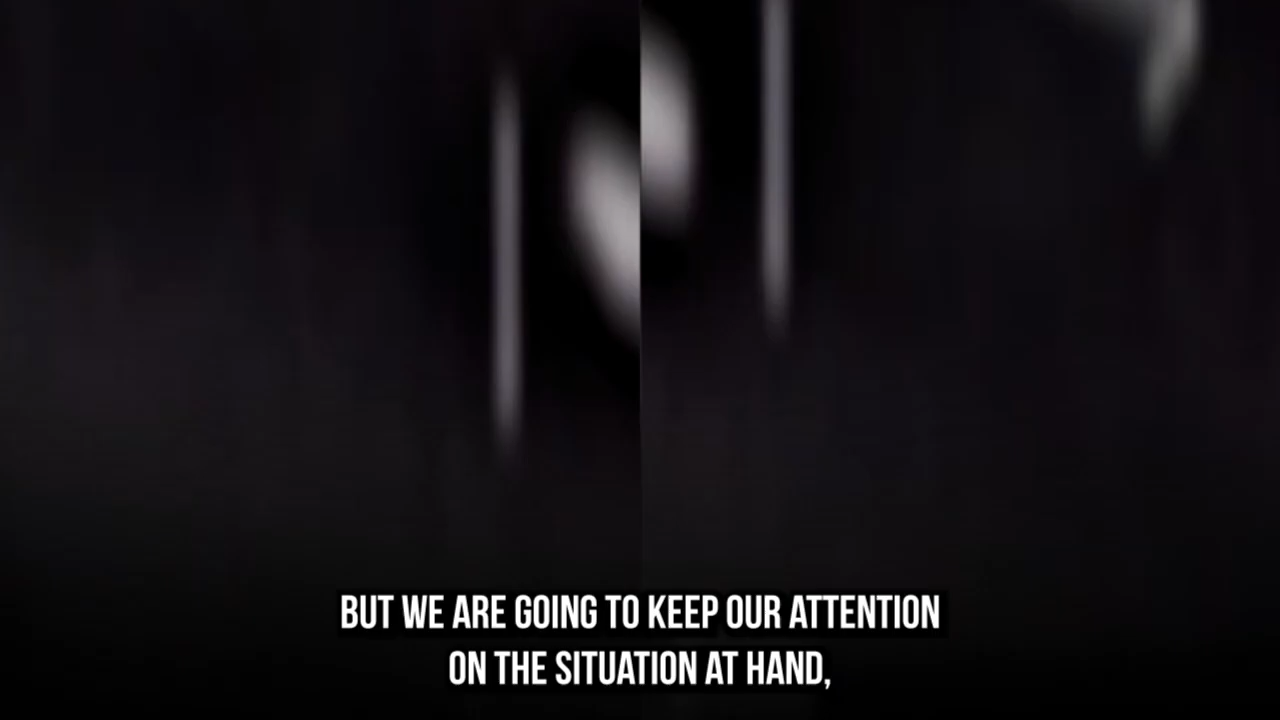 BUT WE ARE GOING TO KEEP OUR ATTENTION
ON THE SITUATION AT HAND,